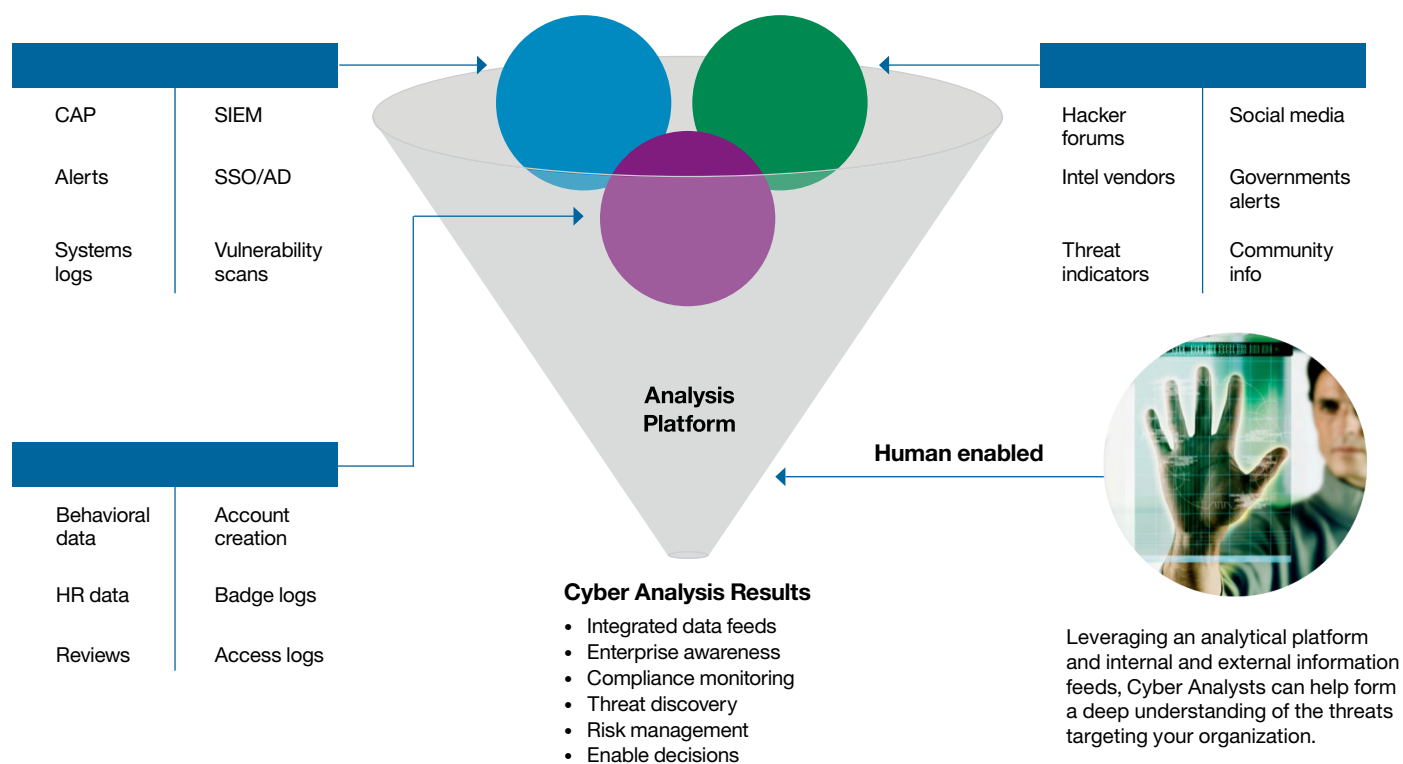 CAP
SIEM
Alerts
SSO/AD
Systems
logs
Vulnerability
scans
Hacker
forums
Social media
Intel vendors
Governments
alerts
Threat
indicators
Community
info
Analysis
Platform
Human enabled
Behavioral
data
Account
creation
HR data
Badge logs
Reviews
Access logs
Cyber Analysis Results
• Integrated data feeds
• Enterprise awareness
• Compliance monitoring
• Threat discovery
• Risk management
• Enable decisions
Leveraging an analytical platform
and internal and external information
feeds, Cyber Analysts can help form
a deep understanding of the threats
targeting your organization.